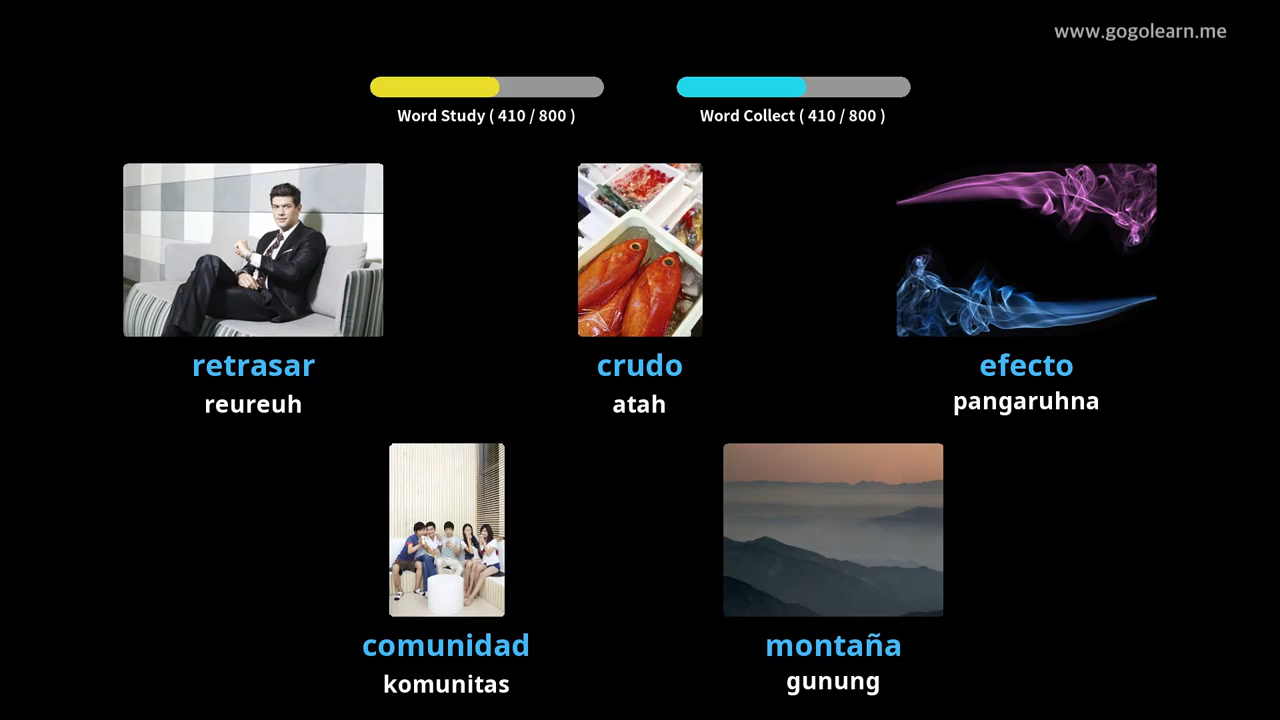 www.gogolearn.me
Word Study ( 410 / 800 )
Word Collect ( 410 / 800 )
retrasar
reureuh
crudo
atah
efecto
pangaruhna
comunidad
komunitas
montaña
gunung